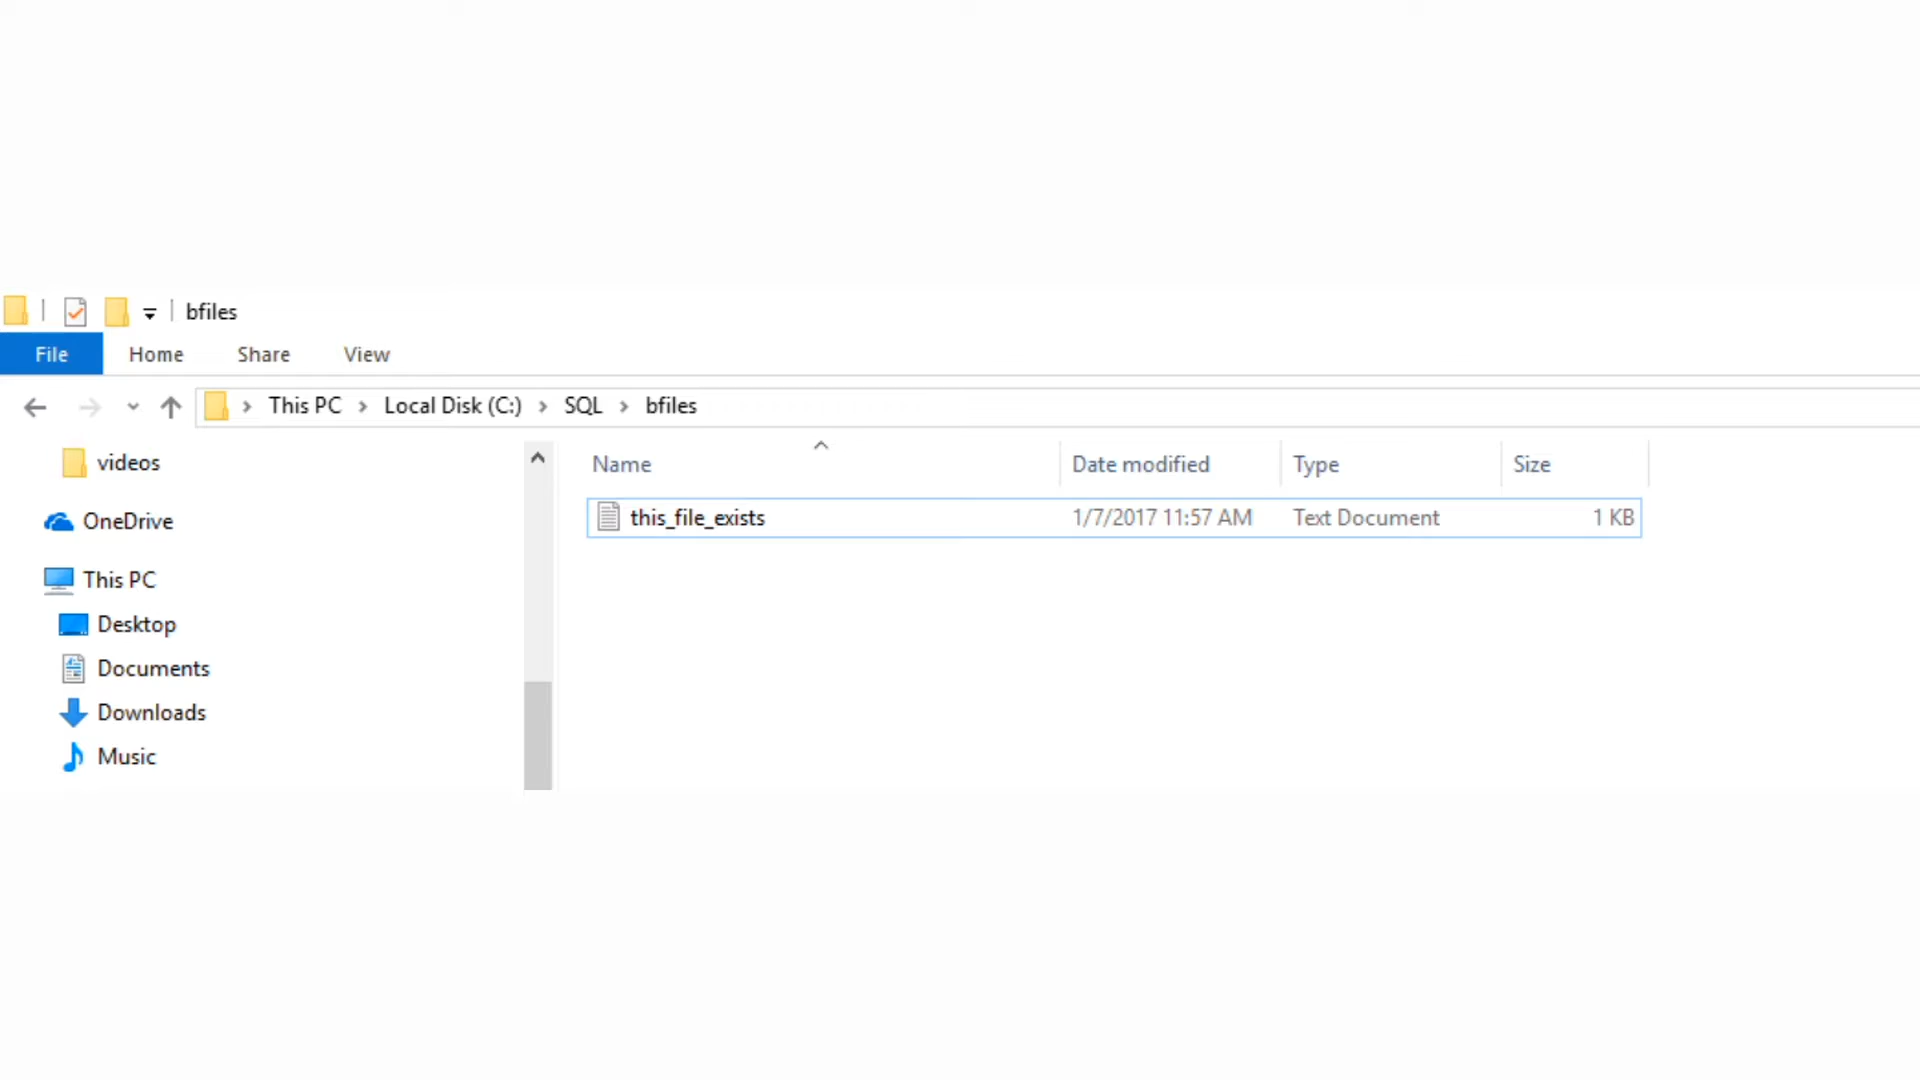 bfiles
File Home Share View
This PC Local Disk (C:) SQL bfiles
videos
OneDrive
This PC
Desktop
Documents
Downloads
Music
Name Date modified Type Size
this_file_exists 1/7/2017 11:57 AM Text Document 1 KB